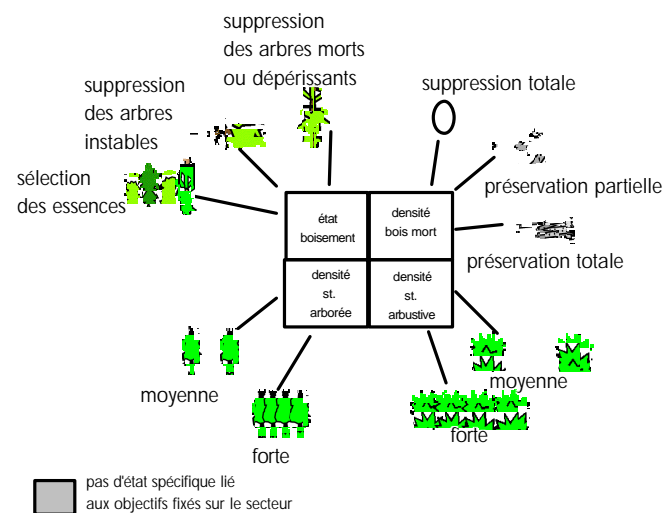 suppression
des arbres morts
ou dépérissants
suppression
des arbres
instables
suppression totale
sélection
des essences
préservation partielle
état
boisement
densité
bois mort
préservation totale
densité
st.
arborée
densité
st.
arbustive
moyenne
moyenne
forte
forte
pas d'état spécifique lié
aux objectifs fixés sur le secteur